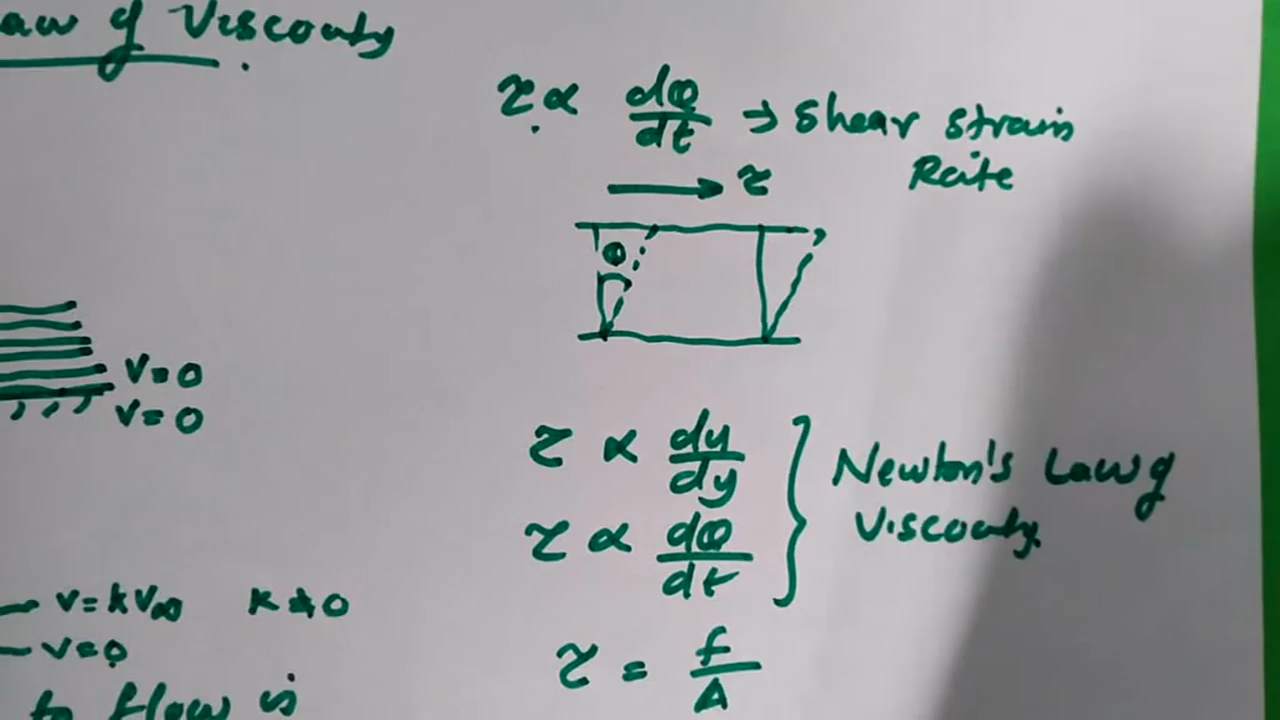 Law of Viscosity
τ ∝ dθ/dt → Shear strain
Rate
→ τ
θ
V=0
V=0
τ ∝ du/dy
Newton's Law of
Viscosity
τ ∝ dθ/dt
V=kV∞ K≠0
V=0
τ = f/A
to flow is